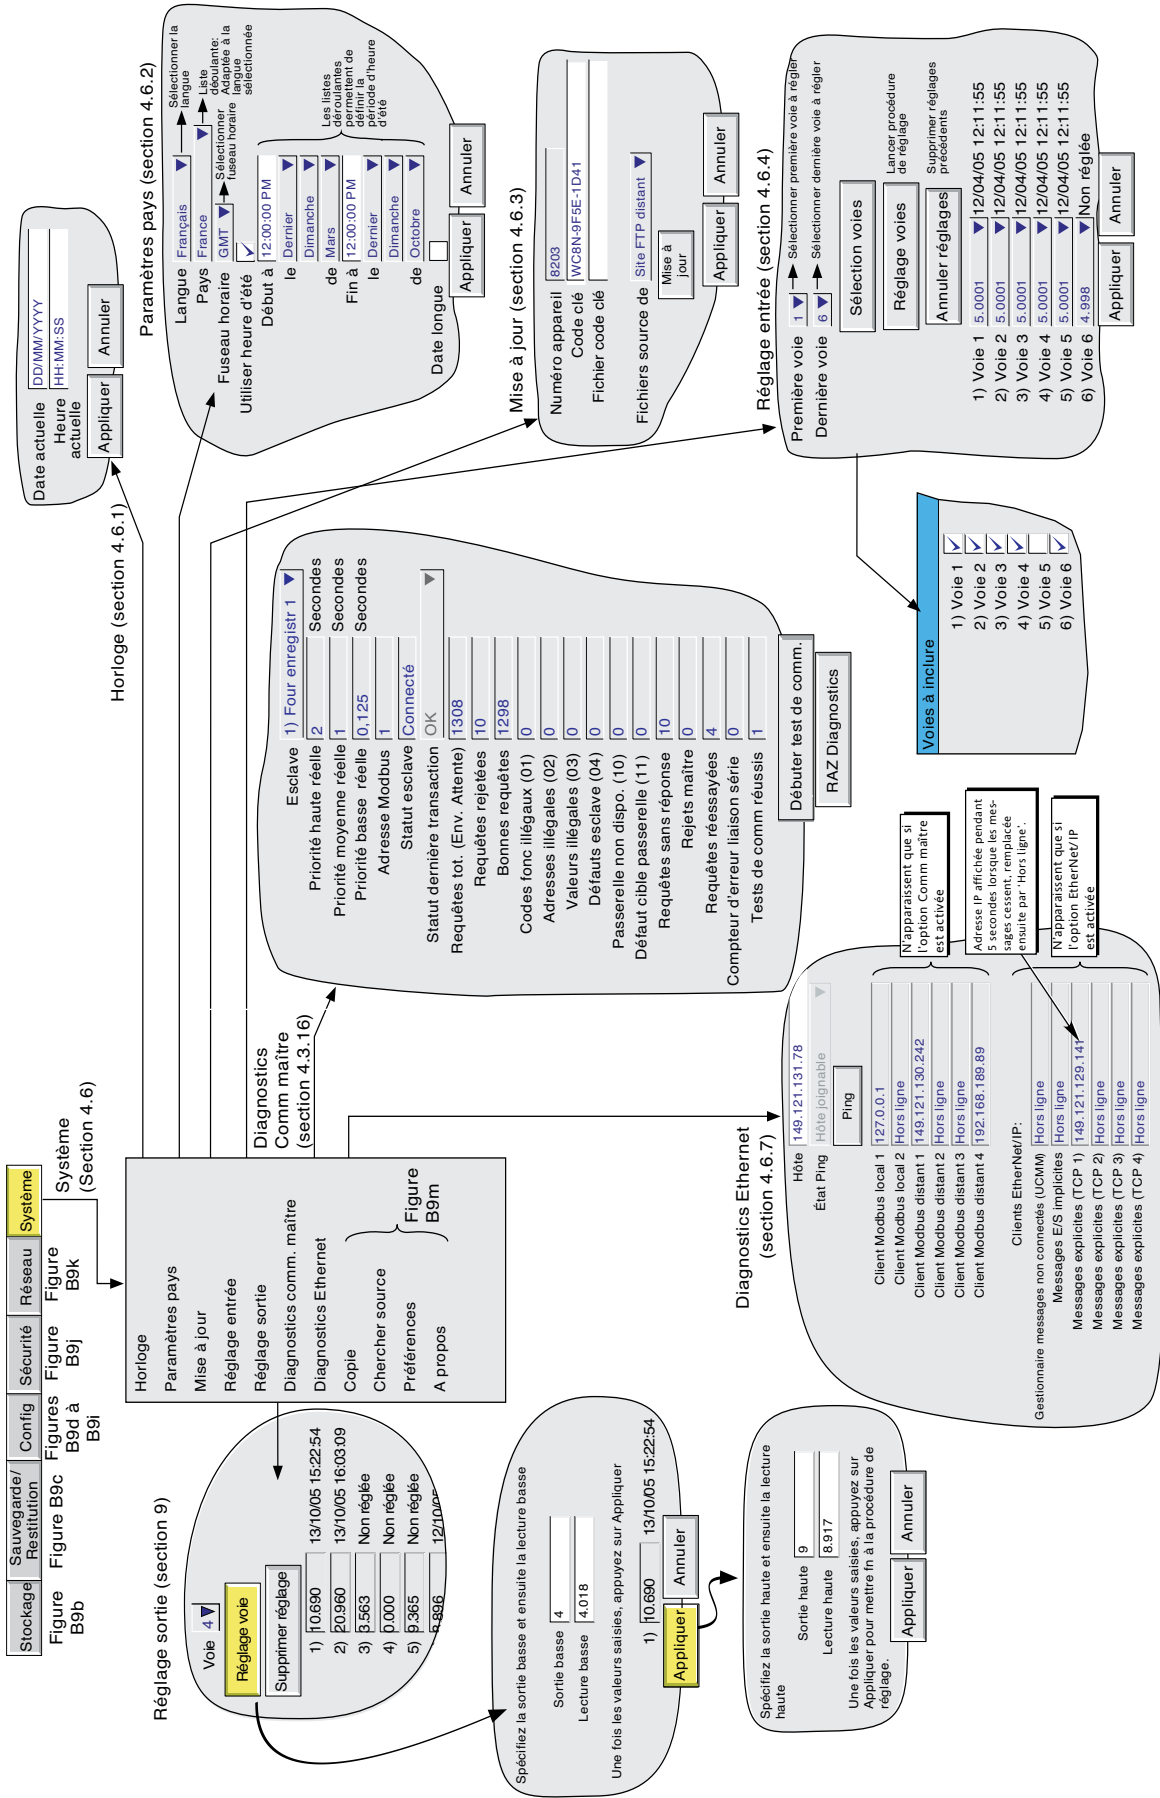 Stockage
Sauvegarde/
Restitution
Config
Sécurité
Réseau
Système
Figure
B9b
Figure B9c
Figures
B9d à
B9i
Figure
B9j
Figure
B9k
Système
(Section 4.6)
Horloge
Paramètres pays
Mise à jour
Réglage entrée
Réglage sortie
Diagnostics comm. maître
Diagnostics Ethernet
Copie
Chercher source
Préférences
A propos
Figure
B9m
Horloge (section 4.6.1)
Date actuelle DD/MM/YYYY
Heure
actuelle
HH:MM:SS
Appliquer Annuler
Paramètres pays (section 4.6.2)
Langue Français
Sélectionner la
langue
Pays France
Liste
déoulante:
Adaptée à la
langue
sélectionnée
Fuseau horaire GMT
Sélectionner
fuseau horaire
Utiliser heure d'été
Début à 12:00:00 PM
le Dernier
Dimanche
de Mars
Fin à 12:00:00 PM
le Dernier
Dimanche
de Octobre
Les listes
déroulantes
permettent de
définir la
période d'heure
d'été
Date longue
Appliquer Annuler
Mise à jour (section 4.6.3)
Numéro appareil 8203
Code clé WC8N-9F5E-1D41
Fichier code clé
Fichiers source de Site FTP distant
Mise à
jour
Appliquer Annuler
Réglage entrée (section 4.6.4)
Première voie 1 Sélectionner première voie à régler
Dernière voie 6 Sélectionner dernière voie à régler
Sélection voies
Réglage voies
Lancer procédure
de réglage
Annuler réglages
Supprimer réglages
précédents
1) Voie 1 5.0001 12/04/05 12:11:55
2) Voie 2 5.0001 12/04/05 12:11:55
3) Voie 3 5.0001 12/04/05 12:11:55
4) Voie 4 5.0001 12/04/05 12:11:55
5) Voie 5 5.0001 12/04/05 12:11:55
6) Voie 6 4.998 Non réglée
Appliquer Annuler
Voies à inclure
1) Voie 1
2) Voie 2
3) Voie 3
4) Voie 4
5) Voie 5
6) Voie 6
Diagnostics
Comm maître
(section 4.3.16)
Esclave 1) Four enregistr 1
Priorité haute réelle 2 Secondes
Priorité moyenne réelle 1 Secondes
Priorité basse réelle 0,125 Secondes
Adresse Modbus 1
Statut esclave Connecté
Statut dernière transaction OK
Requêtes tot. (Env. Attente) 1308
Requêtes rejetées 10
Bonnes requêtes 1298
Codes fonc illégaux (01) 0
Adresses illégales (02) 0
Valeurs illégales (03) 0
Défauts esclave (04) 0
Passerelle non dispo. (10) 0
Défaut cible passerelle (11) 0
Requêtes sans réponse 10
Rejets maître 0
Requêtes réessayées 4
Compteur d'erreur liaison série 0
Tests de comm réussis 1
Débuter test de comm.
RAZ Diagnostics
Diagnostics Ethernet
(section 4.6.7)
Hôte 149.121.131.78
État Ping Hôte joignable
Ping
Client Modbus local 1 127.0.0.1
Client Modbus local 2 Hors ligne
Client Modbus distant 1 149.121.130.242
Client Modbus distant 2 Hors ligne
Client Modbus distant 3 Hors ligne
Client Modbus distant 4 192.168.189.89
N'apparaissent que si
l'option Comm maître
est activée
Clients EtherNet/IP:
Gestionnaire messages non connectés (UCMM) Hors ligne
Messages E/S implicites Hors ligne
Messages explicites (TCP 1) 149.121.129.141
Messages explicites (TCP 2) Hors ligne
Messages explicites (TCP 3) Hors ligne
Messages explicites (TCP 4) Hors ligne
Adresse IP affichée pendant
5 secondes lorsque les mes-
sages cessent, remplacée
ensuite par 'Hors ligne'.
N'apparaissent que si
l'option EtherNet/IP
est activée
Réglage sortie (section 9)
Voie 4
Réglage voie
Supprimer réglage
1) 10.690 13/10/05 15:22:54
2) 20.960 13/10/05 16:03:09
3) 3.563 Non réglée
4) 0.000 Non réglée
5) 9.365 Non réglée
8.896 12/10/05
Spécifiez la sortie basse et ensuite la lecture basse
Sortie basse 4
Lecture basse 4.018
Une fois les valeurs saisies, appuyez sur Appliquer
1) 10.690 13/10/05 15:22:54
Appliquer Annuler
Spécifiez la sortie haute et ensuite la lecture
haute
Sortie haute 9
Lecture haute 8.917
Une fois les valeurs saisies, appuyez sur
Appliquer pour mettre fin à la procédure de
réglage.
Appliquer Annuler